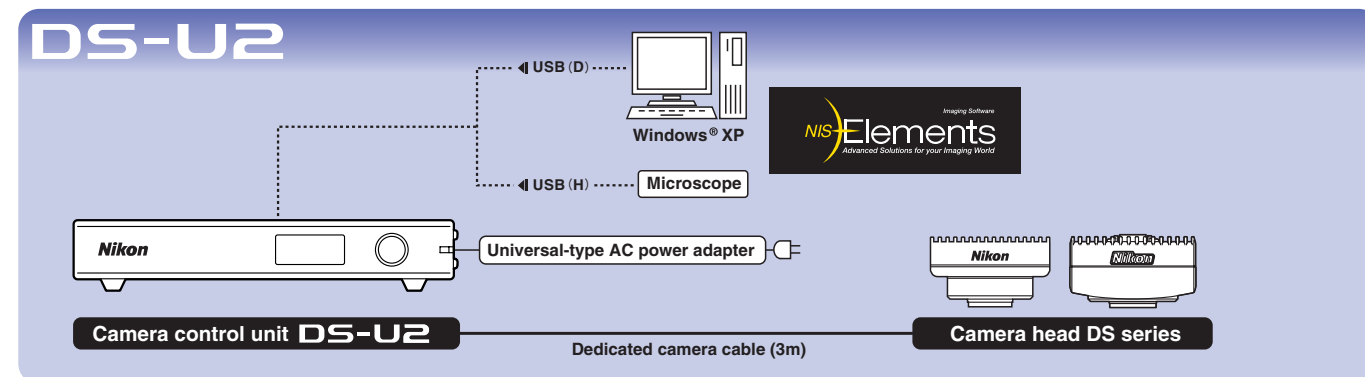 DS-U2
USB (D)
Windows® XP
Imaging Software
NIS Elements
Advanced Solutions for your Imaging World
USB (H)
Microscope
Nikon
Universal-type AC power adapter
Nikon
Nikon
Camera control unit DS-U2
Dedicated camera cable (3m)
Camera head DS series